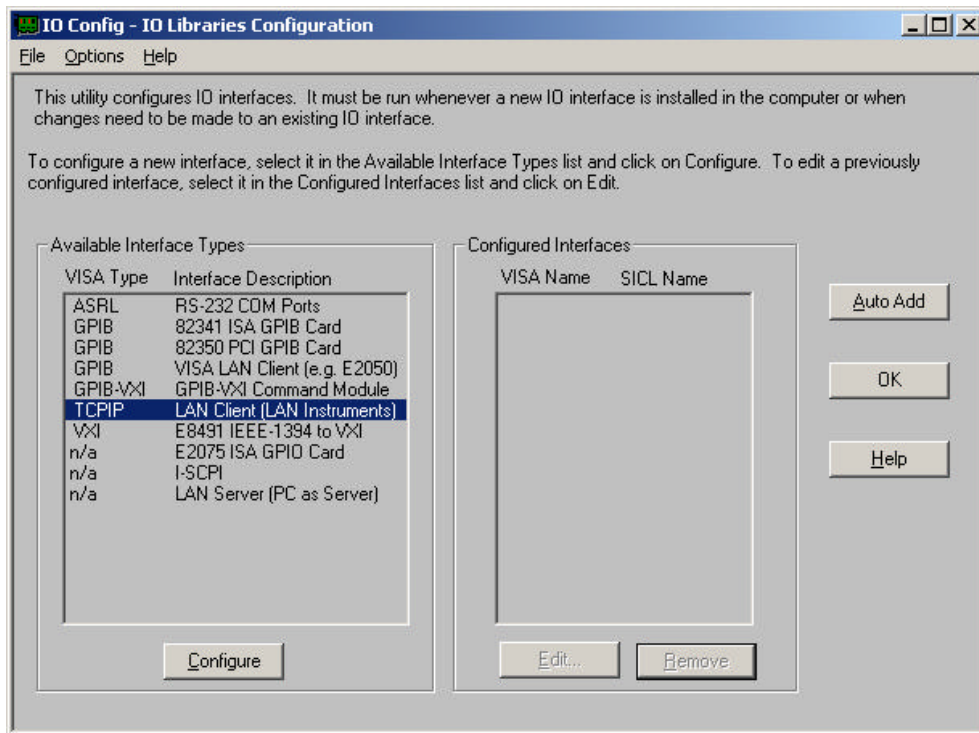 IO Config - IO Libraries Configuration
File Options Help
This utility configures IO interfaces. It must be run whenever a new IO interface is installed in the computer or when
changes need to be made to an existing IO interface.
To configure a new interface, select it in the Available Interface Types list and click on Configure. To edit a previously
configured interface, select it in the Configured Interfaces list and click on Edit.
Available Interface Types
VISA Type Interface Description
ASRL RS-232 COM Ports
GPIB 82341 ISA GPIB Card
GPIB 82350 PCI GPIB Card
GPIB VISA LAN Client (e.g. E2050)
GPIB-VXI GPIB-VXI Command Module
TCPIP LAN Client (LAN Instruments)
VXI E8491 IEEE-1394 to VXI
n/a E2075 ISA GPIO Card
n/a I-SCPI
n/a LAN Server (PC as Server)
Configure
Configured Interfaces
VISA Name SICL Name
Edit... Remove
Auto Add
OK
Help